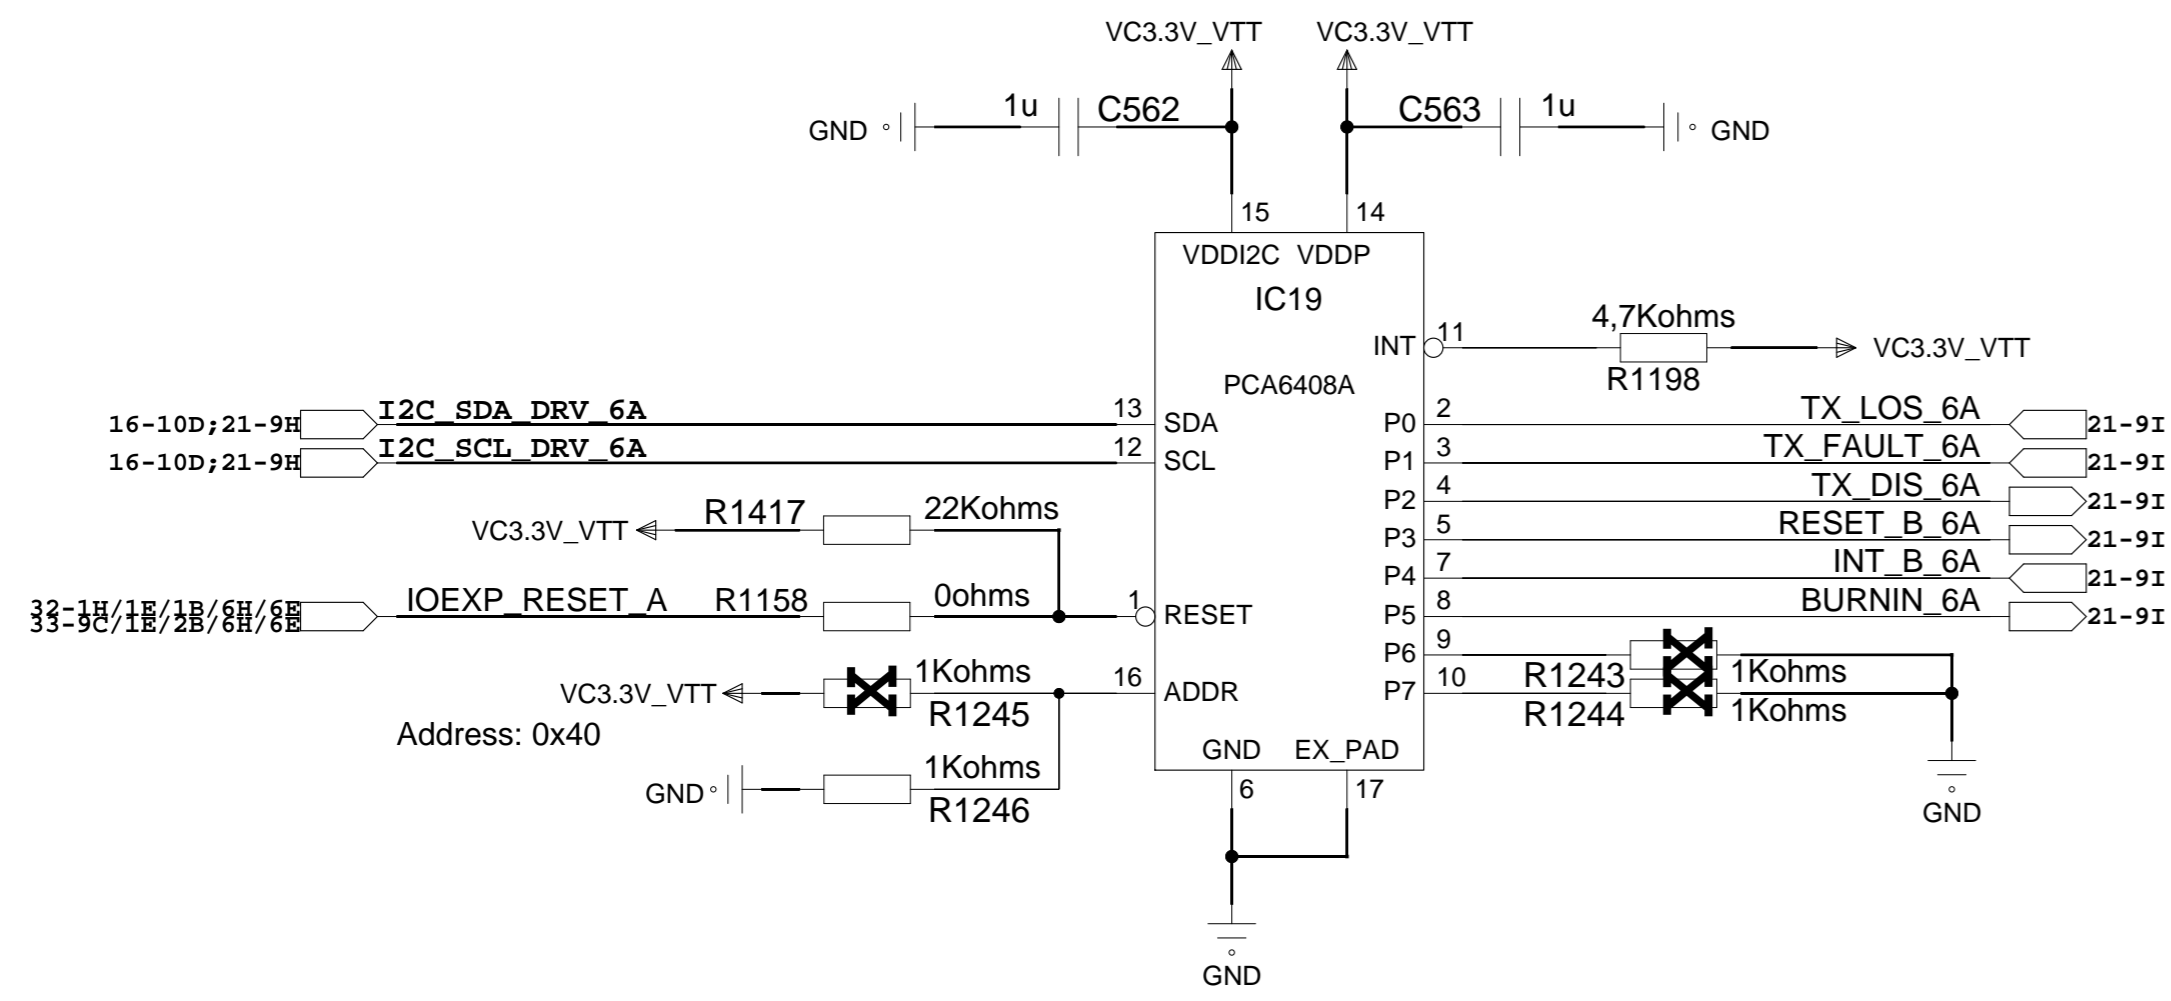 VC3.3V_VTT VC3.3V_VTT
GND 1u C562 C563 1u GND
15 14
VDDI2C VDDP
IC19
4,7Kohms
INT 11 VC3.3V_VTT
R1198
PCA6408A
16-10D;21-9H I2C_SDA_DRV_6A 13 SDA P0 2 TX_LOS_6A 21-9I
16-10D;21-9H I2C_SCL_DRV_6A 12 SCL P1 3 TX_FAULT_6A 21-9I
P2 4 TX_DIS_6A 21-9I
VC3.3V_VTT R1417 22Kohms P3 5 RESET_B_6A 21-9I
P4 7 INT_B_6A 21-9I
32-1H/1E/1B/6H/6E
33-9C/1E/2B/6H/6E
IOEXP_RESET_A R1158 0ohms 1 RESET P5 8 BURNIN_6A 21-9I
P6 9 R1243 1Kohms
VC3.3V_VTT 1Kohms R1245 16 ADDR P7 10 R1244 1Kohms
Address: 0x40
GND EX_PAD
GND 1Kohms R1246 6 17
GND
GND